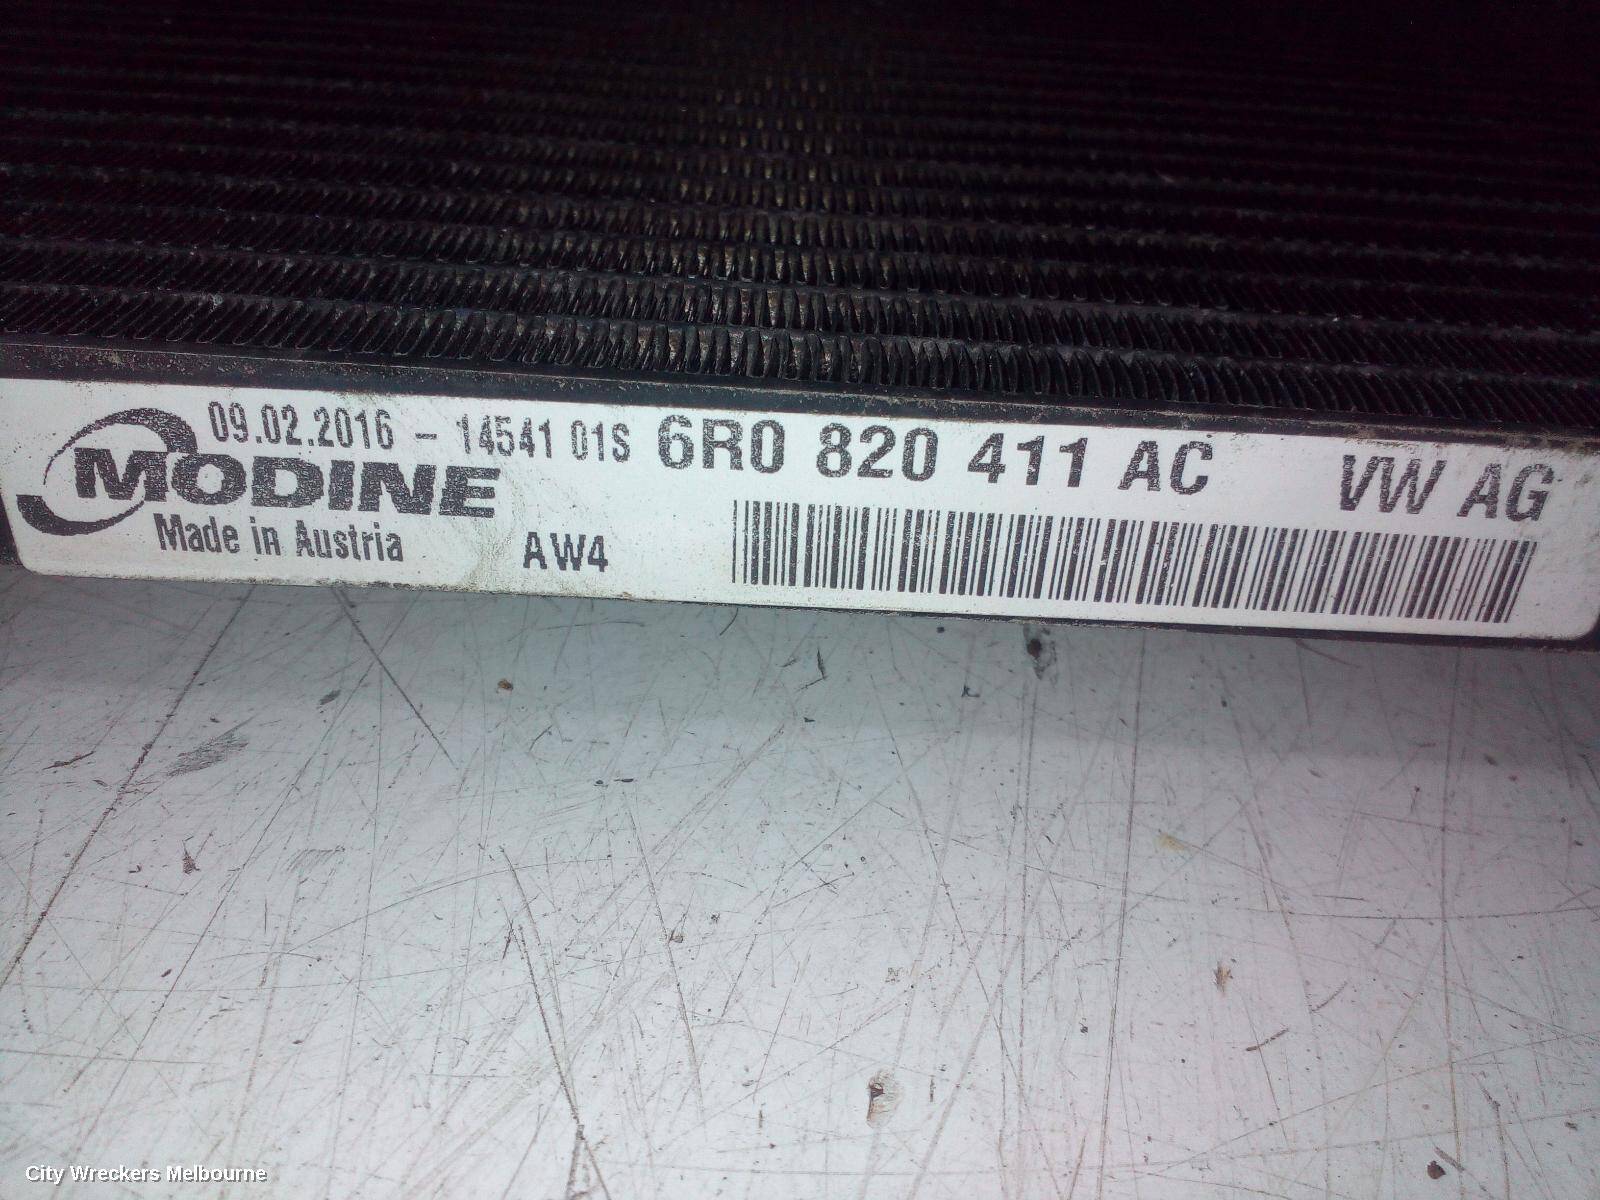 09.02.2016 - 14541 01S 6R0 820 411 AC VW AG
MODINE
Made in Austria AW4
City Wreckers Melbourne